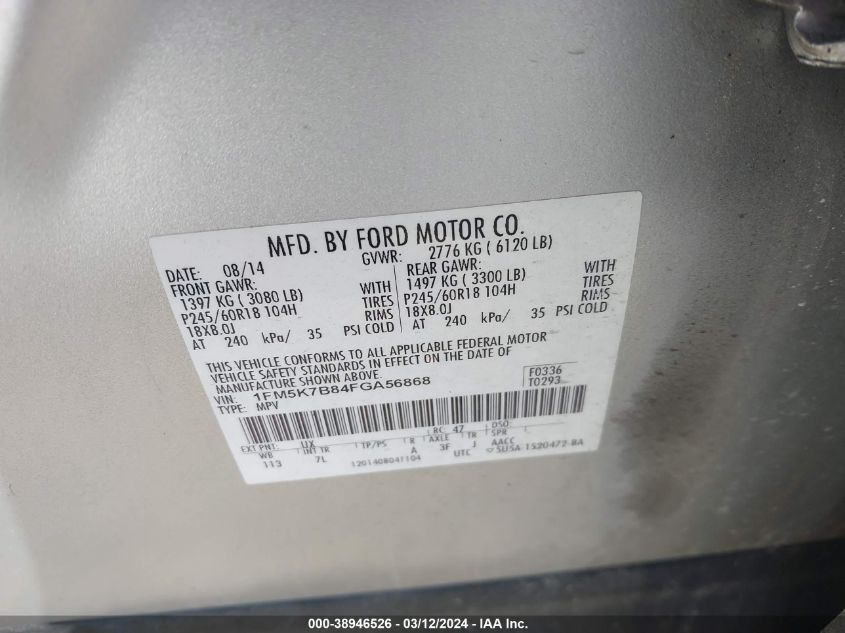 MFD. BY FORD MOTOR CO.
DATE: 08/14 GVWR: 2776 KG ( 6120 LB)
FRONT GAWR: REAR GAWR:
1397 KG ( 3080 LB) WITH 1497 KG ( 3300 LB) WITH
P245/60R18 104H TIRES P245/60R18 104H TIRES
18X8.0J RIMS 18X8.0J RIMS
AT 240 kPa/ 35 PSI COLD AT 240 kPa/ 35 PSI COLD
THIS VEHICLE CONFORMS TO ALL APPLICABLE FEDERAL MOTOR
VEHICLE SAFETY STANDARDS IN EFFECT ON THE DATE OF
MANUFACTURE SHOWN ABOVE.
VIN: 1FM5K7B84FGA56868 F0336
TYPE: MPV T0293
EXT PNT: UX RC: 47 DSO:
WB INT TR TP/PS R AXLE TR SPR
113 7L A 3F J AACC
1201408041104 UTC 5U5A-1520472-BA
000-38946526 - 03/12/2024 - IAA Inc.